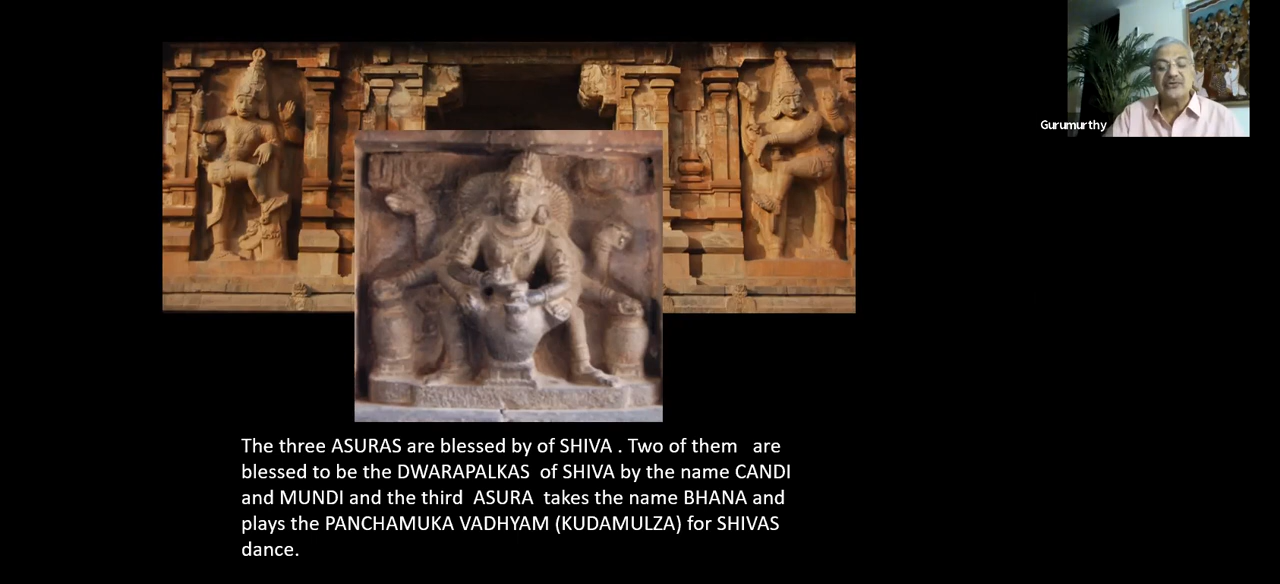 Gurumurthy
The three ASURAS are blessed by of SHIVA . Two of them are
blessed to be the DWARAPALKAS of SHIVA by the name CANDI
and MUNDI and the third ASURA takes the name BHANA and
plays the PANCHAMUKA VADHYAM (KUDAMULZA) for SHIVAS
dance.